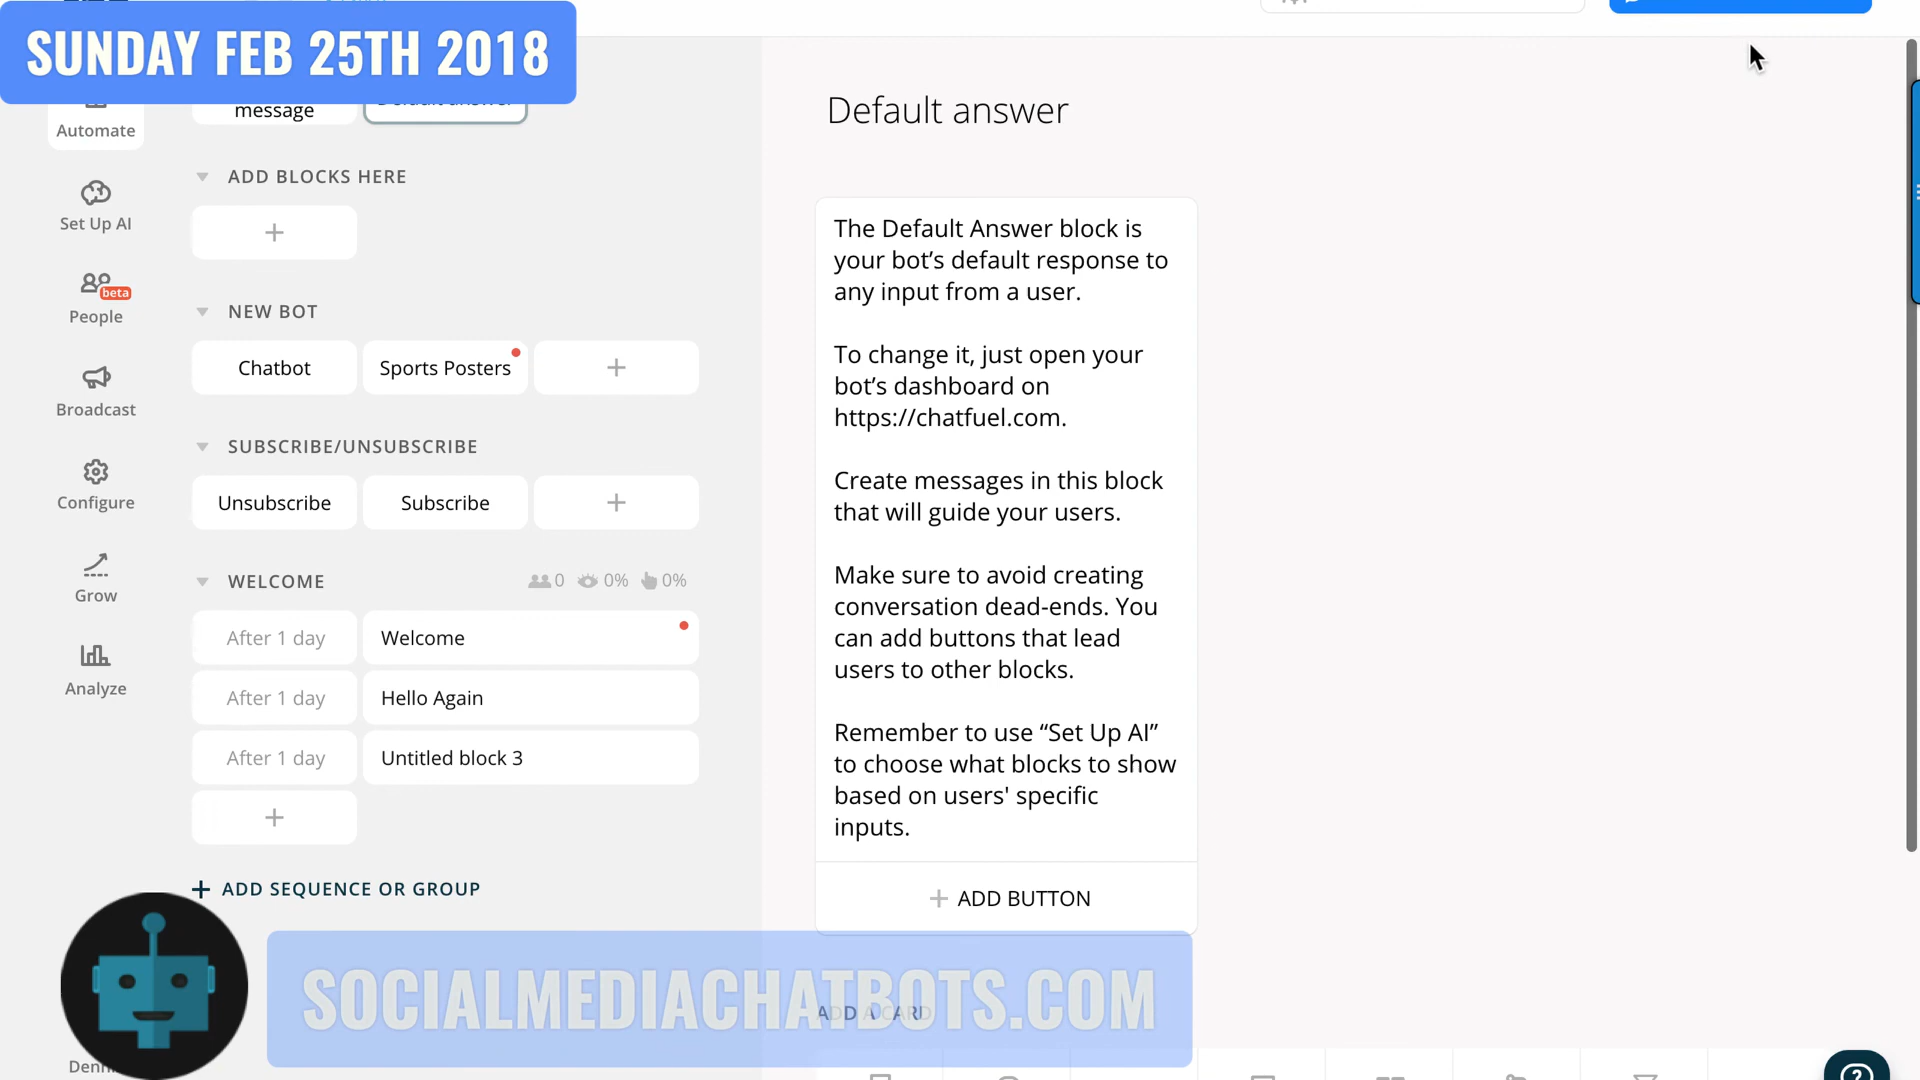 SUNDAY FEB 25TH 2018
message
Default answer
Automate
Set Up AI
beta
People
Broadcast
Configure
Grow
Analyze
ADD BLOCKS HERE
+
NEW BOT
Chatbot
Sports Posters
+
SUBSCRIBE/UNSUBSCRIBE
Unsubscribe
Subscribe
+
WELCOME
0
0%
0%
After 1 day
Welcome
After 1 day
Hello Again
After 1 day
Untitled block 3
+
+ ADD SEQUENCE OR GROUP
Default answer
The Default Answer block is
your bot’s default response to
any input from a user.
To change it, just open your
bot’s dashboard on
https://chatfuel.com.
Create messages in this block
that will guide your users.
Make sure to avoid creating
conversation dead-ends. You
can add buttons that lead
users to other blocks.
Remember to use “Set Up AI”
to choose what blocks to show
based on users' specific
inputs.
+ ADD BUTTON
SOCIALMEDIACHATBOTS.COM
ADD A CARD
?